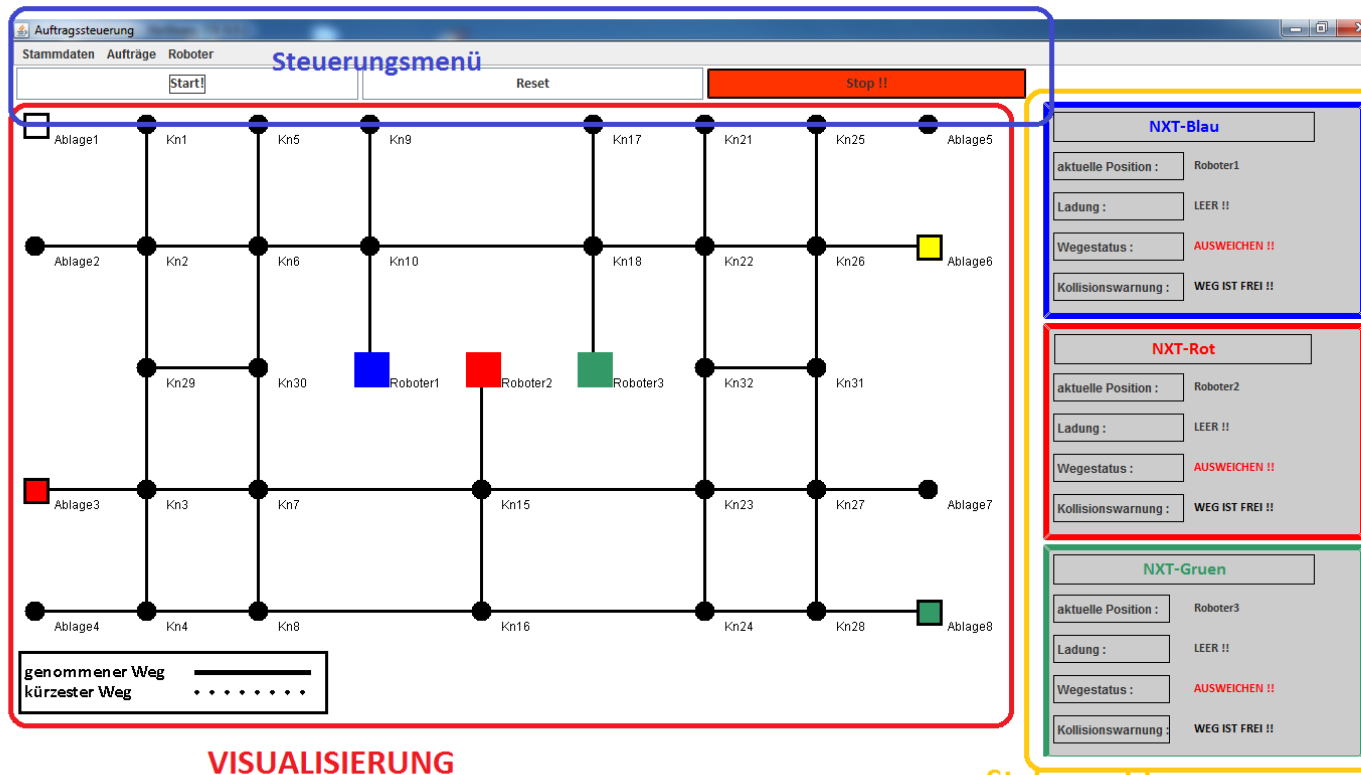 Auftragssteuerung
Stammdaten Aufträge Roboter
Steuerungsmenü
Start! Reset Stop !!
Ablage1 Kn1 Kn5 Kn9 Kn17 Kn21 Kn25 Ablage5
Ablage2 Kn2 Kn6 Kn10 Kn18 Kn22 Kn26 Ablage6
Kn29 Kn30 Roboter1 Roboter2 Roboter3 Kn32 Kn31
Ablage3 Kn3 Kn7 Kn15 Kn23 Kn27 Ablage7
Ablage4 Kn4 Kn8 Kn16 Kn24 Kn28 Ablage8
genommener Weg
kürzester Weg
VISUALISIERUNG
NXT-Blau
aktuelle Position : Roboter1
Ladung : LEER !!
Wegestatus : AUSWEICHEN !!
Kollisionswarnung : WEG IST FREI !!
NXT-Rot
aktuelle Position : Roboter2
Ladung : LEER !!
Wegestatus : AUSWEICHEN !!
Kollisionswarnung : WEG IST FREI !!
NXT-Gruen
aktuelle Position : Roboter3
Ladung : LEER !!
Wegestatus : AUSWEICHEN !!
Kollisionswarnung : WEG IST FREI !!